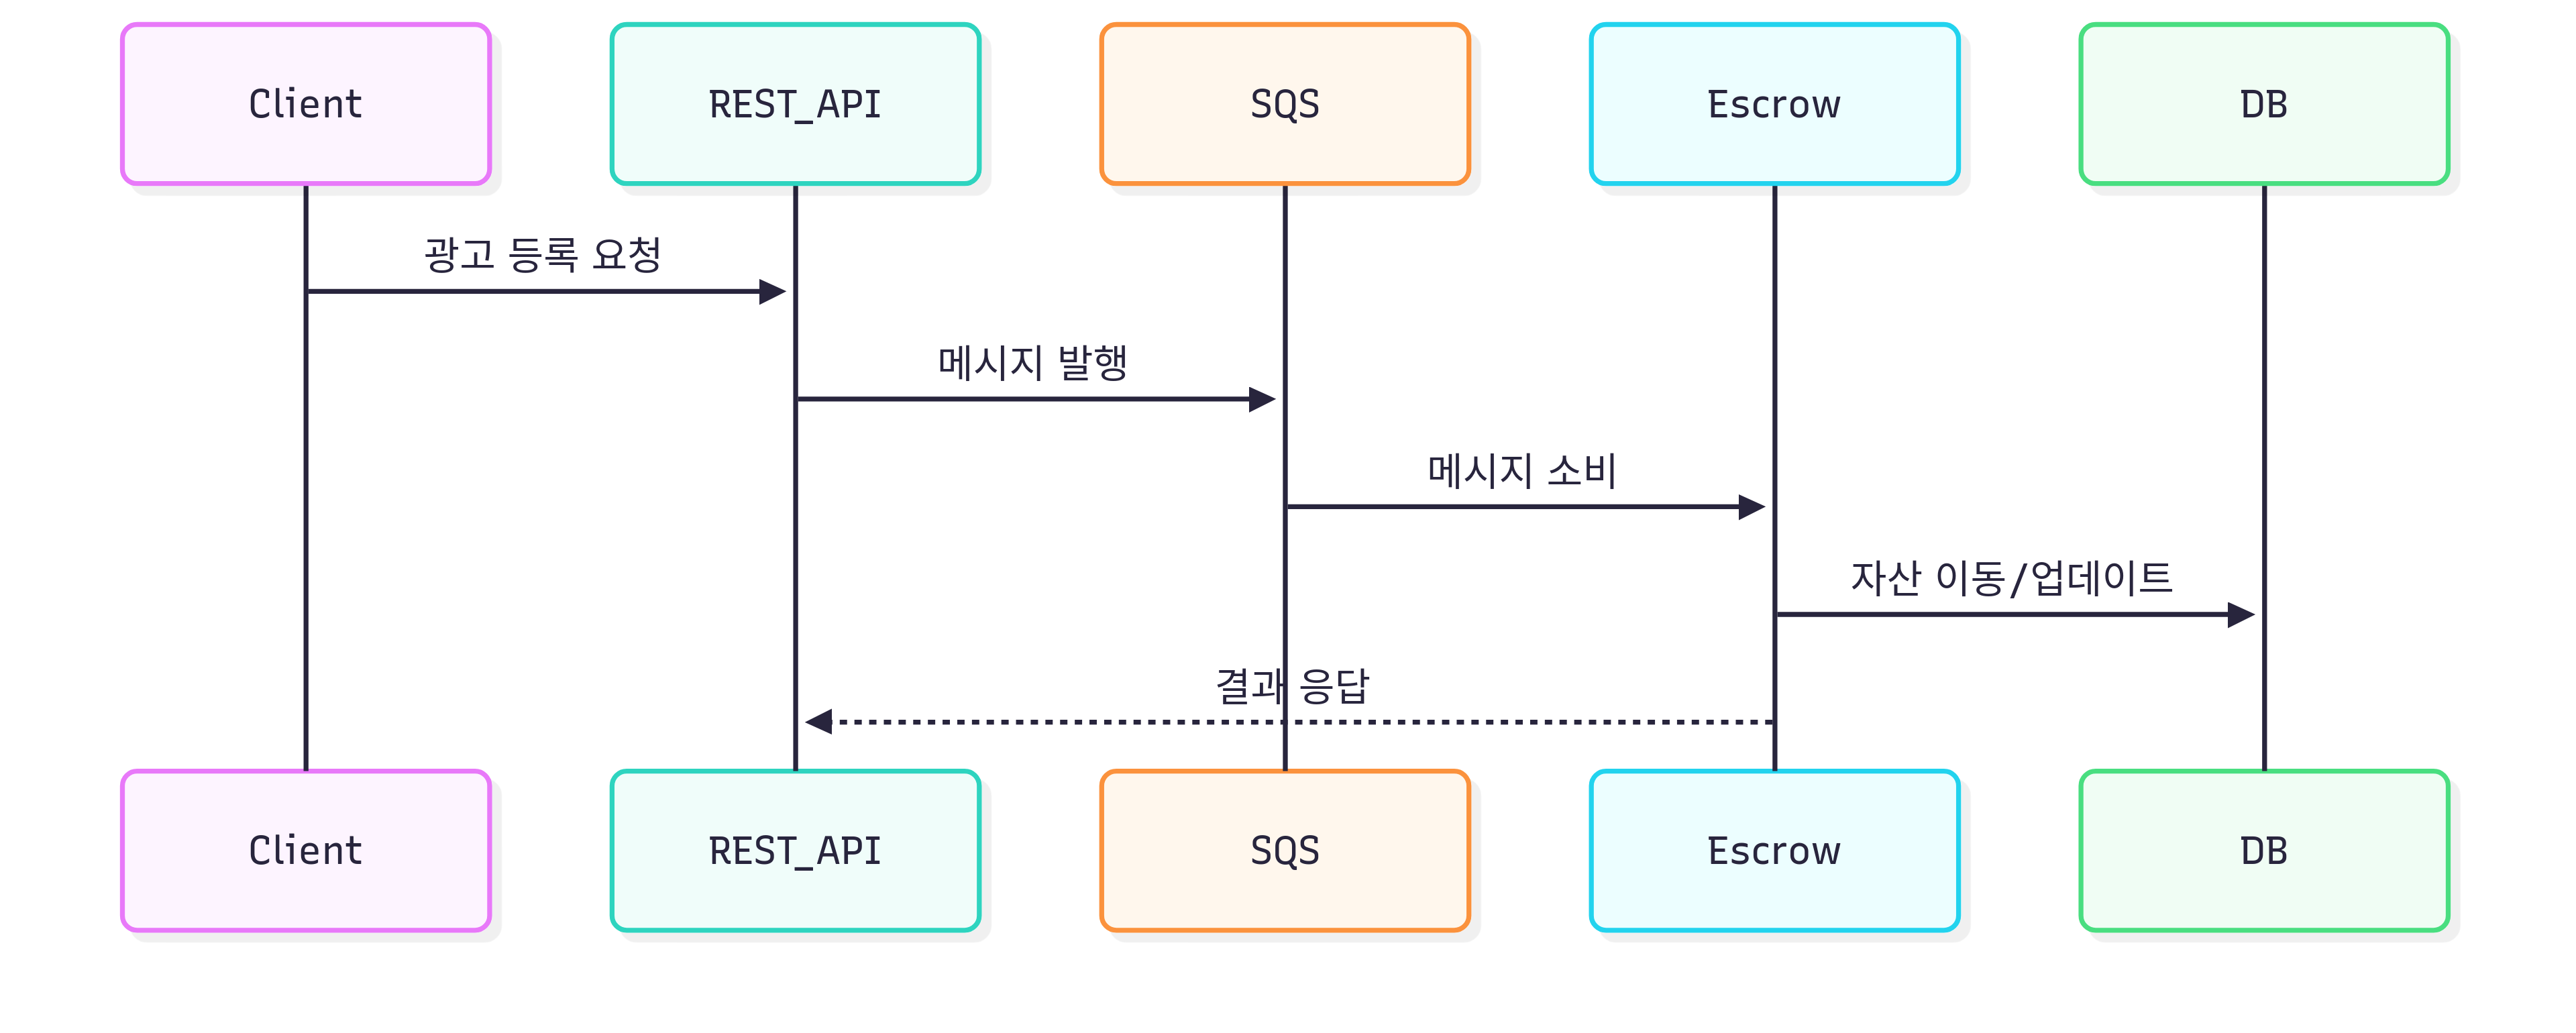 Client
REST_API
SQS
Escrow
DB
광고 등록 요청
메시지 발행
메시지 소비
자산 이동/업데이트
결과 응답
Client
REST_API
SQS
Escrow
DB